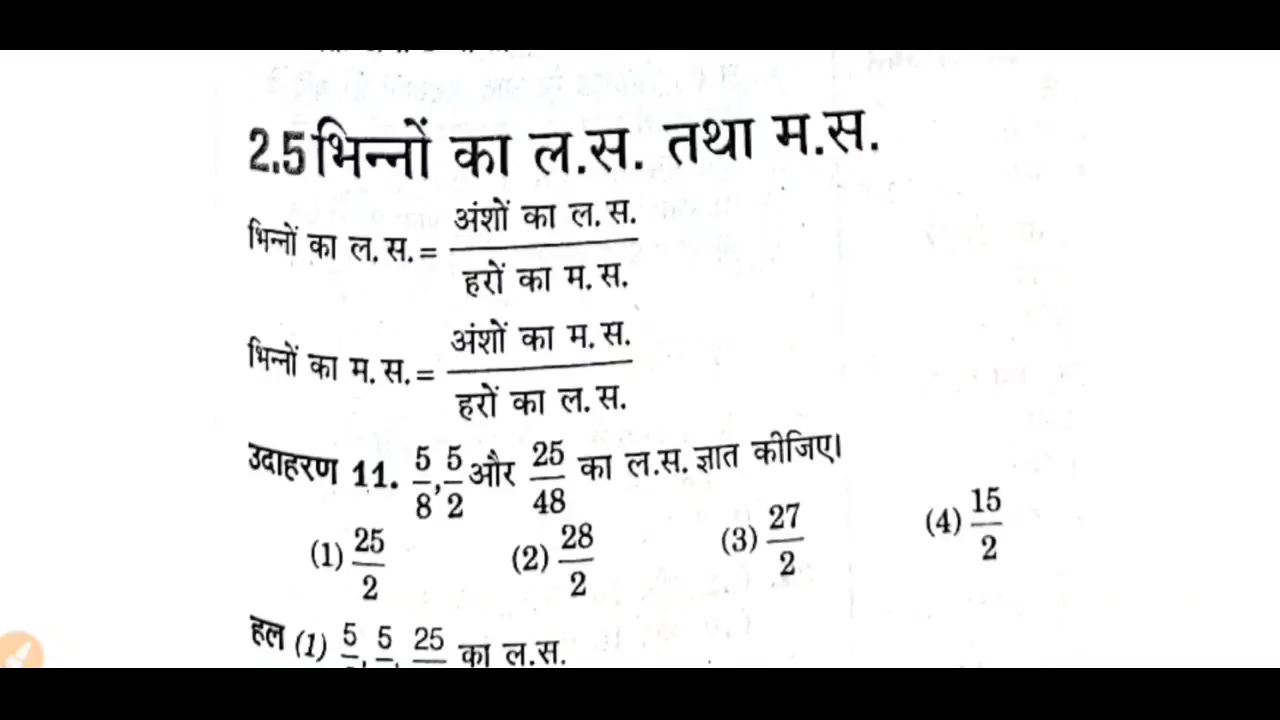 2.5 भिन्नों का ल.स. तथा म.स.
भिन्नों का ल. स. = अंशों का ल. स. / हरों का म. स.
भिन्नों का म. स. = अंशों का म. स. / हरों का ल. स.
उदाहरण 11. 5/8, 5/2 और 25/48 का ल.स. ज्ञात कीजिए।
(1) 25/2 (2) 28/2 (3) 27/2 (4) 15/2
हल (1) 5, 5, 25 का ल.स.